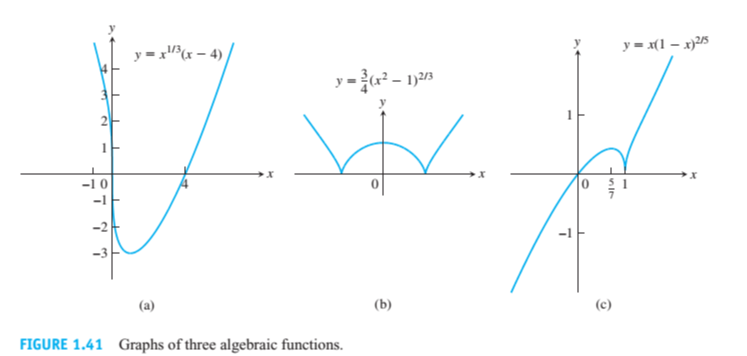 y
y = x^{1/3}(x − 4)
4
3
2
1
−1 0
4
x
−1
−2
−3
(a)
y = \frac{3}{4}(x² − 1)^{2/3}
y
0
x
(b)
y
y = x(1 − x)^{2/5}
1
0
\frac{5}{7}
1
x
−1
(c)
FIGURE 1.41 Graphs of three algebraic functions.